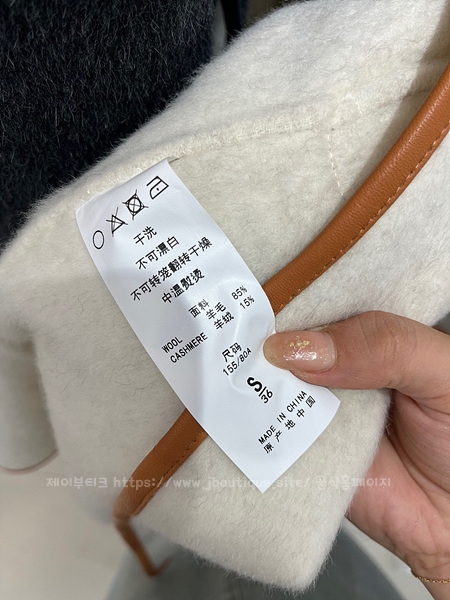 干洗
不可漂白
不可转笼翻转干燥
中温熨烫
面料
羊毛 85%
WOOL
羊绒 15%
CASHMERE
尺码
155/80A
S/36
MADE IN CHINA
原产地中国
제이부티크 https://www.jboutique.site/ 공식홈페이지